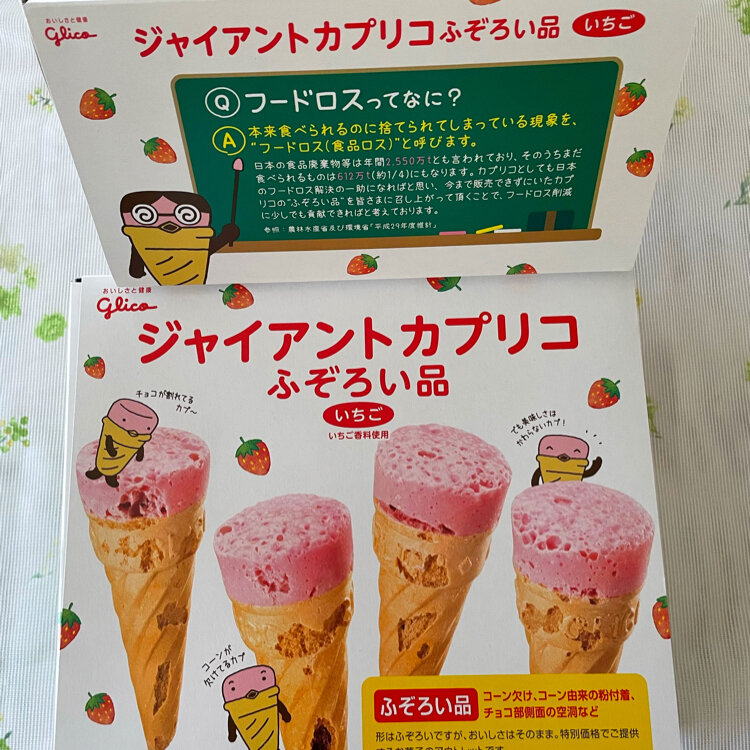 おいしさと健康
Glico
ジャイアントカプリコ ふぞろい品 いちご
Q フードロスってなに？
A 本来食べられるのに捨てられてしまっている現象を、
“フードロス(食品ロス)”と呼びます。
日本の食品廃棄物等は年間2,550万tとも言われており、そのうちまだ
食べられるものは612万t(約1/4)にもなります。カプリコとしても日本
のフードロス解決の一助になればと思い、今まで販売できずにいたカプ
リコの“ふぞろい品”を皆さまに召し上がって頂くことで、フードロス削減
に少しでも貢献できればと考えております。
参照：農林水産省及び環境省「平成29年度推計」
おいしさと健康
Glico
ジャイアントカプリコ
ふぞろい品
いちご
いちご香料使用
チョコが割れてる
カプ〜
でも美味しさは
かわらないカプ！
コーンが
欠けてるカプ
ふぞろい品
コーン欠け、コーン由来の粉付着、
チョコ部側面の空洞など
形はふぞろいですが、おいしさはそのまま。特別価格でご提供
するお菓子のアウトレットです。